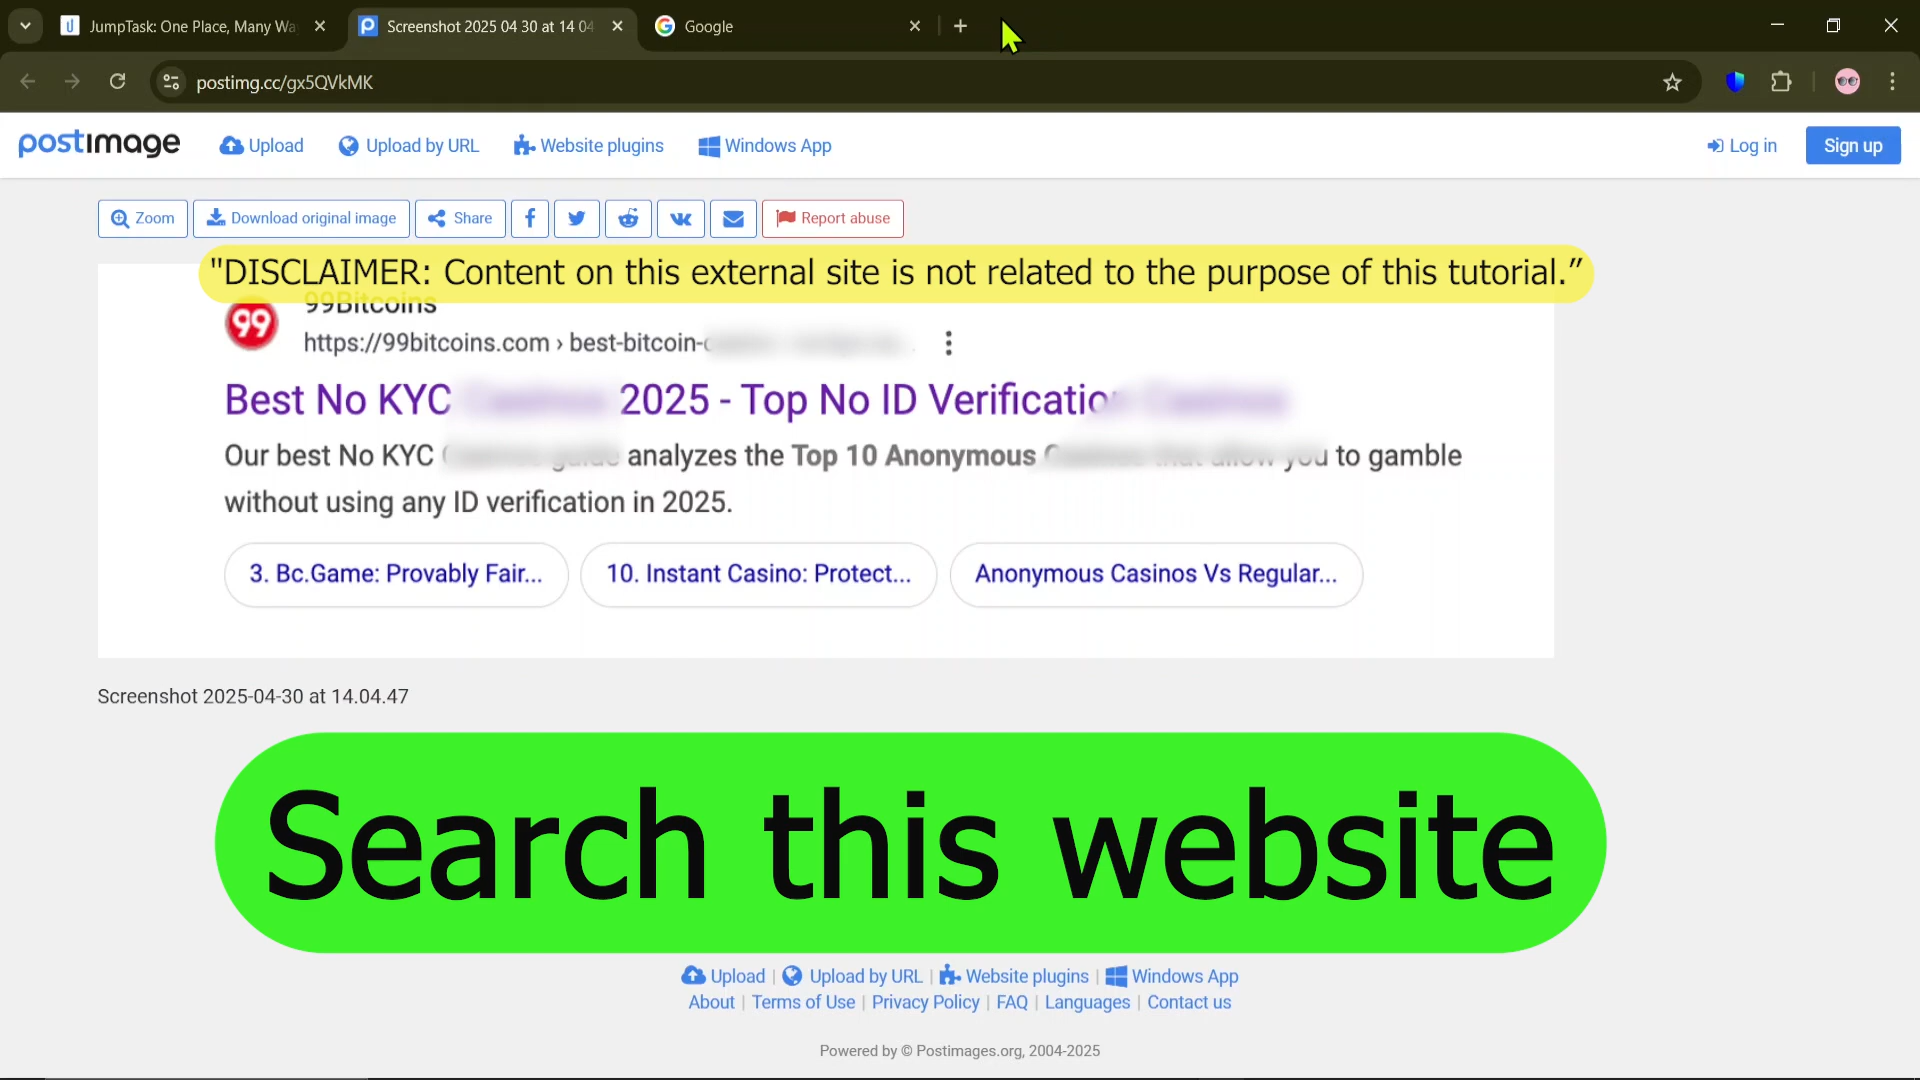 JumpTask: One Place, Many Wa
Screenshot 2025 04 30 at 14 04
Google
postimg.cc/gx5QVkMK
postimage
Upload
Upload by URL
Website plugins
Windows App
Log in
Sign up
Zoom
Download original image
Share
Report abuse
"DISCLAIMER: Content on this external site is not related to the purpose of this tutorial.”
99Bitcoins
99
https://99bitcoins.com › best-bitcoin-
Best No KYC 2025 - Top No ID Verification
Our best No KYC analyzes the Top 10 Anonymous you to gamble
without using any ID verification in 2025.
3. Bc.Game: Provably Fair...
10. Instant Casino: Protect...
Anonymous Casinos Vs Regular...
Screenshot 2025-04-30 at 14.04.47
Search this website
Upload | Upload by URL | Website plugins | Windows App
About | Terms of Use | Privacy Policy | FAQ | Languages | Contact us
Powered by © Postimages.org, 2004-2025